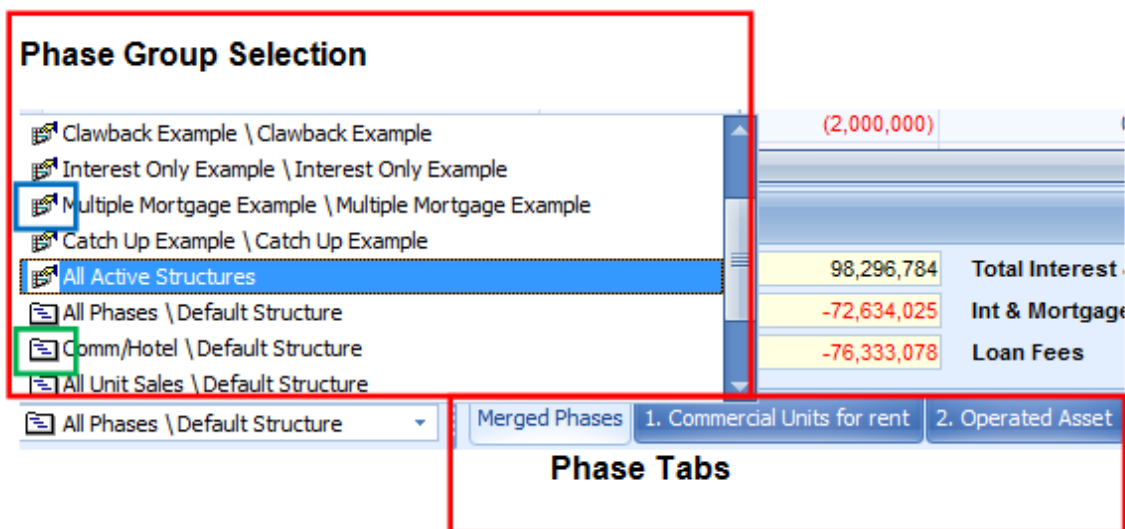 Phase Group Selection
Clawback Example \ Clawback Example
(2,000,000)
Interest Only Example \ Interest Only Example
Multiple Mortgage Example \ Multiple Mortgage Example
Catch Up Example \ Catch Up Example
All Active Structures
98,296,784 Total Interest
All Phases \ Default Structure
-72,634,025 Int & Mortgage
Comm/Hotel \ Default Structure
-76,333,078 Loan Fees
All Unit Sales \ Default Structure
All Phases \ Default Structure
Merged Phases 1. Commercial Units for rent 2. Operated Asset
Phase Tabs